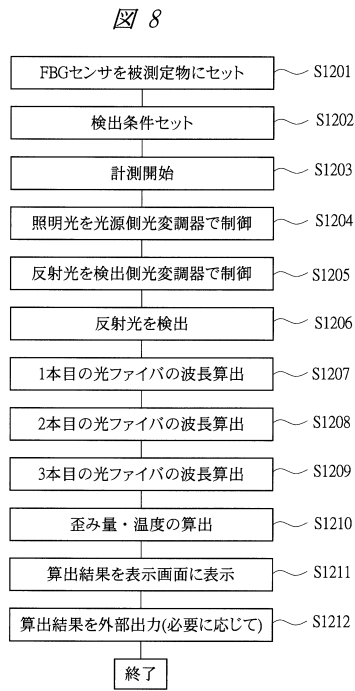 図 8
FBGセンサを被測定物にセット S1201
検出条件セット S1202
計測開始 S1203
照明光を光源側光変調器で制御 S1204
反射光を検出側光変調器で制御 S1205
反射光を検出 S1206
1本目の光ファイバの波長算出 S1207
2本目の光ファイバの波長算出 S1208
3本目の光ファイバの波長算出 S1209
歪み量・温度の算出 S1210
算出結果を表示画面に表示 S1211
算出結果を外部出力(必要に応じて) S1212
終了